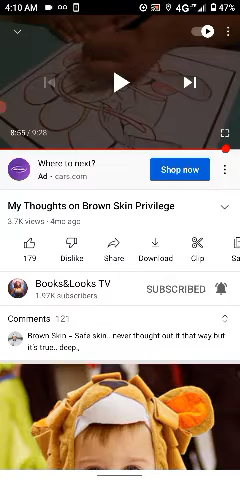 4:10 AM
4G
47%
8:55 / 9:28
Where to next?
Ad · cars.com
Shop now
My Thoughts on Brown Skin Privilege
3.7K views · 4mo ago
179
Dislike
Share
Download
Clip
Sa
Books&Looks TV
1.97K subscribers
SUBSCRIBED
Comments 121
Brown Skin = Safe skin.. never thought out it that way but
it's true.. deep,,